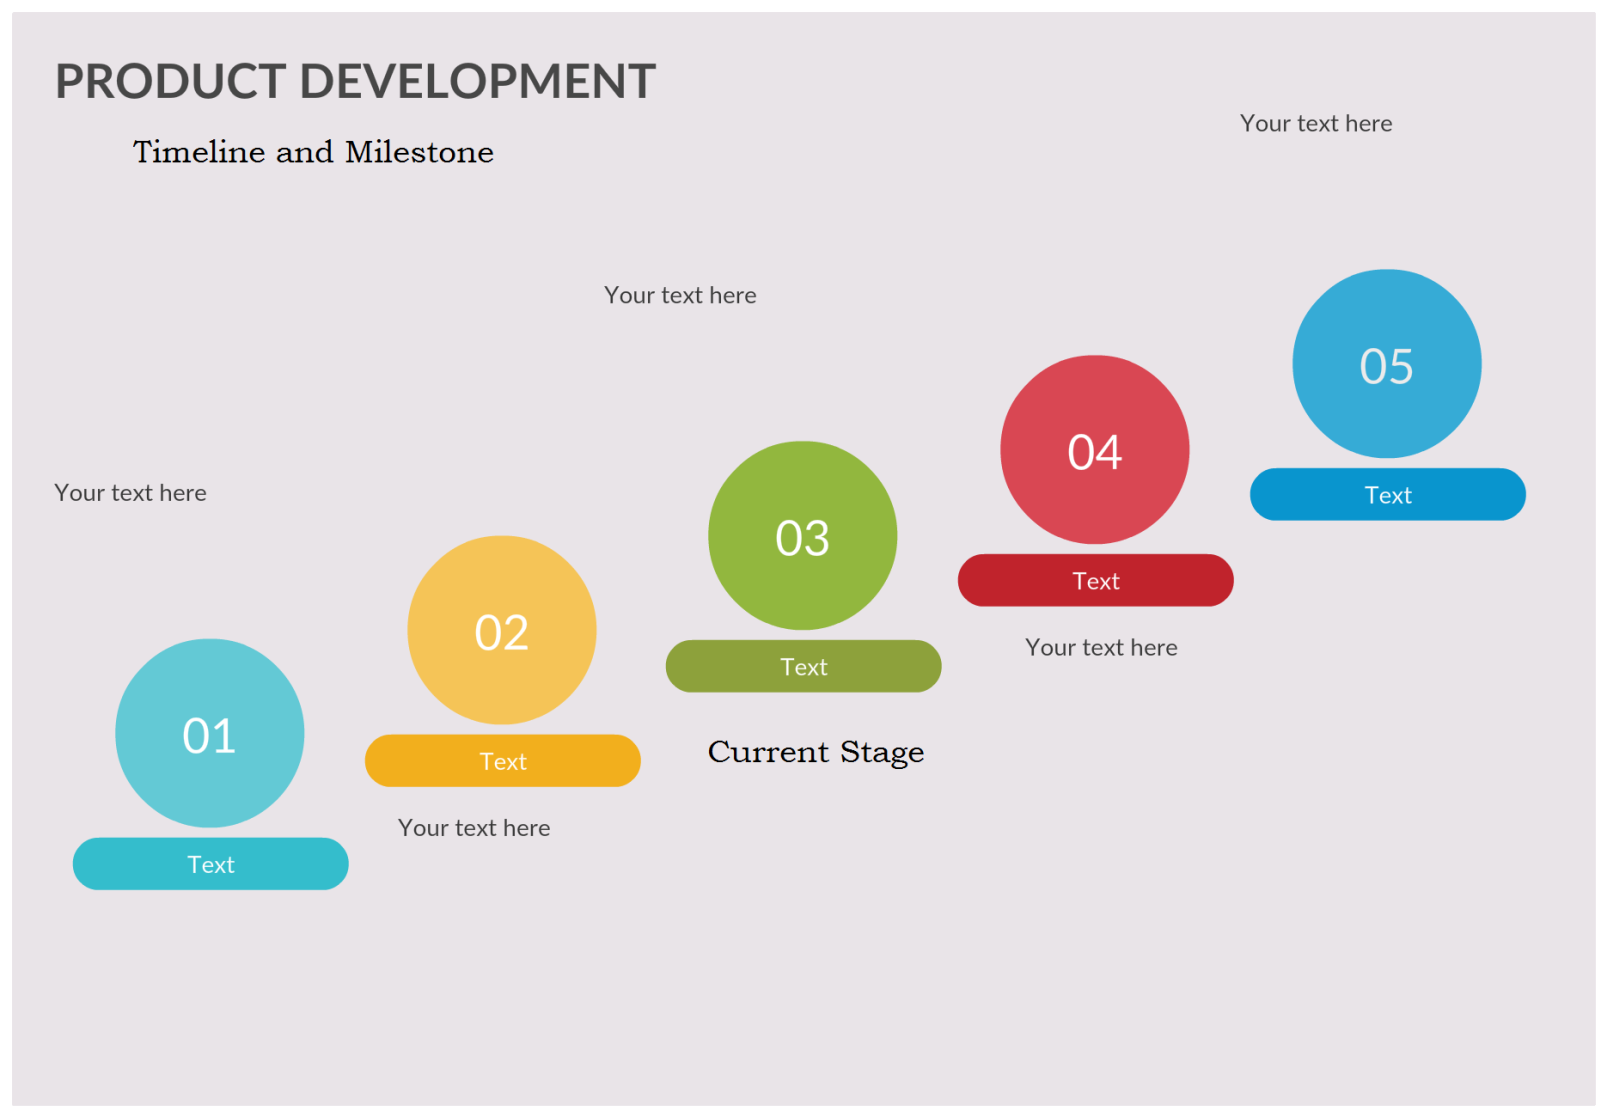 PRODUCT DEVELOPMENT
Timeline and Milestone
Your text here
01
Text
02
Text
Your text here
Your text here
03
Text
Current Stage
04
Text
Your text here
Your text here
05
Text